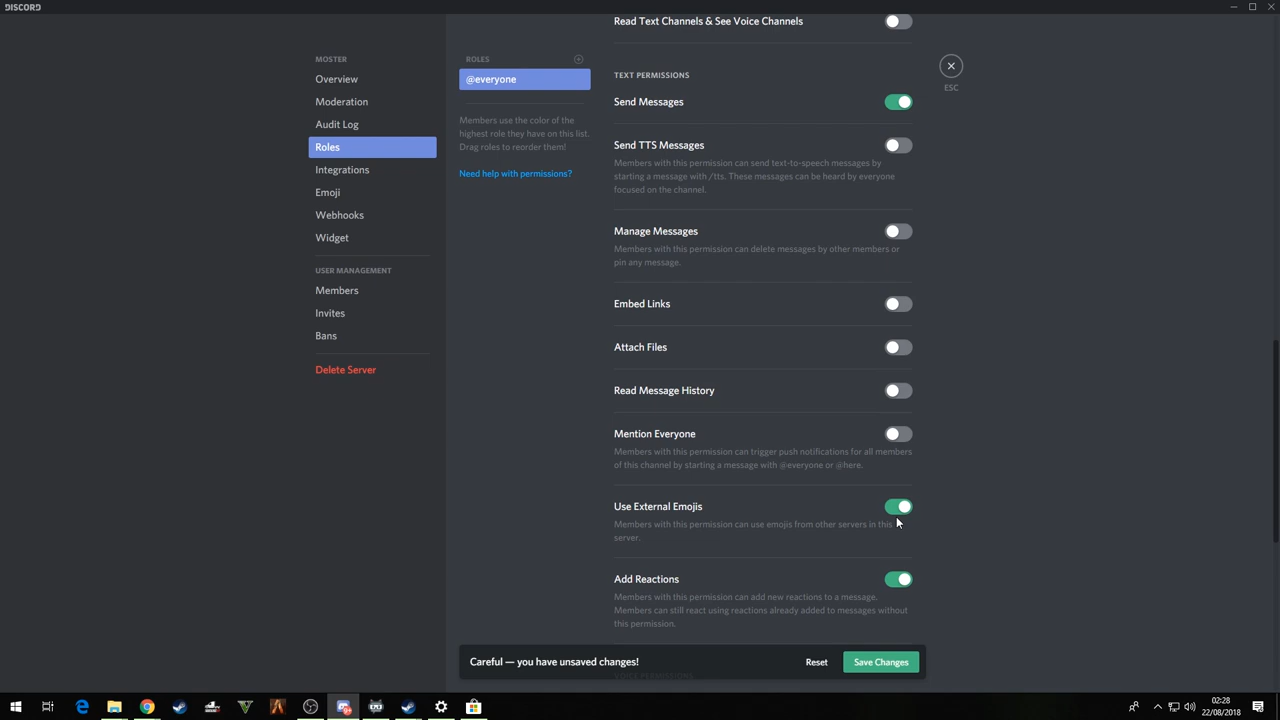 DISCORD
MOSTER
Overview
Moderation
Audit Log
Roles
Integrations
Emoji
Webhooks
Widget
USER MANAGEMENT
Members
Invites
Bans
Delete Server
ROLES
@everyone
Members use the color of the
highest role they have on this list.
Drag roles to reorder them!
Need help with permissions?
Read Text Channels & See Voice Channels
TEXT PERMISSIONS
Send Messages
Send TTS Messages
Members with this permission can send text-to-speech messages by
starting a message with /tts. These messages can be heard by everyone
focused on the channel.
Manage Messages
Members with this permission can delete messages by other members or
pin any message.
Embed Links
Attach Files
Read Message History
Mention Everyone
Members with this permission can trigger push notifications for all members
of this channel by starting a message with @everyone or @here.
Use External Emojis
Members with this permission can use emojis from other servers in this
server.
Add Reactions
Members with this permission can add new reactions to a message.
Members can still react using reactions already added to messages without
this permission.
ESC
Careful — you have unsaved changes!
Reset
Save Changes
VOICE PERMISSIONS
02:28
22/08/2018